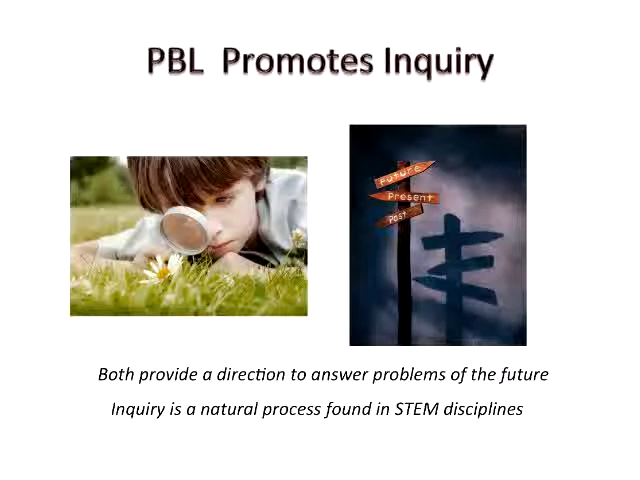 PBL  Promotes Inquiry
Future
Present
Past
Both provide a direction to answer problems of the future
Inquiry is a natural process found in STEM disciplines